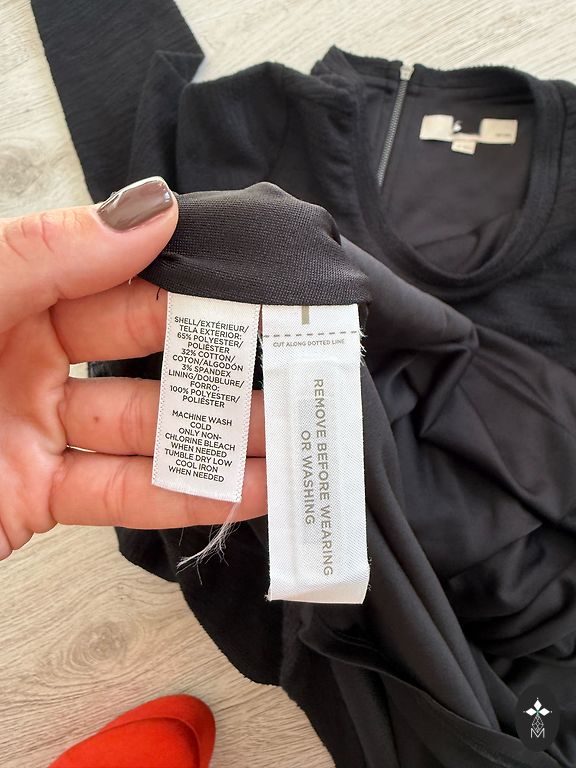 SHELL/EXTÉRIEUR/
TELA EXTERIOR:
65% POLYESTER/
POLIÉSTER
32% COTTON/
COTON/ALGODÓN
3% SPANDEX
LINING/DOUBLURE/
FORRO:
100% POLYESTER/
POLIÉSTER
MACHINE WASH
COLD
ONLY NON-
CHLORINE BLEACH
WHEN NEEDED
TUMBLE DRY LOW
COOL IRON
WHEN NEEDED
CUT ALONG DOTTED LINE
REMOVE BEFORE WEARING
OR WASHING
M